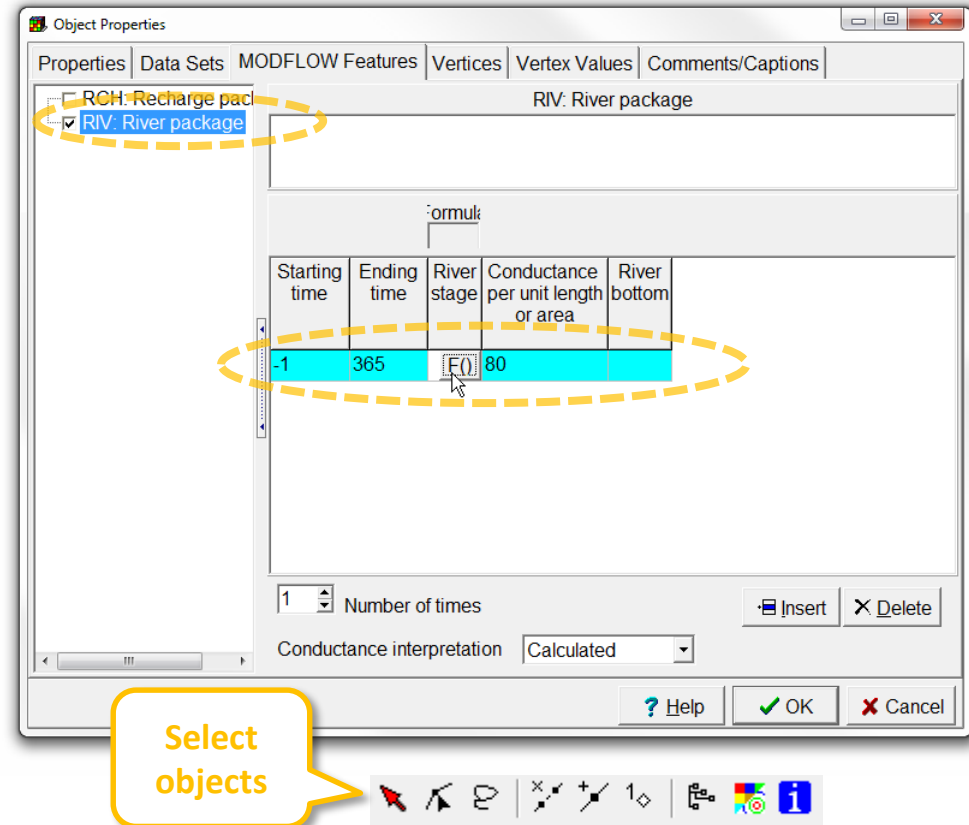 Object Properties
Properties Data Sets MODFLOW Features Vertices Vertex Values Comments/Captions
RCH: Recharge pacl
RIV: River package
RIV: River package
Formula
Starting time Ending time River stage Conductance per unit length or area River bottom
-1 365 F() 80
1 Number of times
Insert Delete
Conductance interpretation Calculated
? Help OK Cancel
Select
objects
1
i